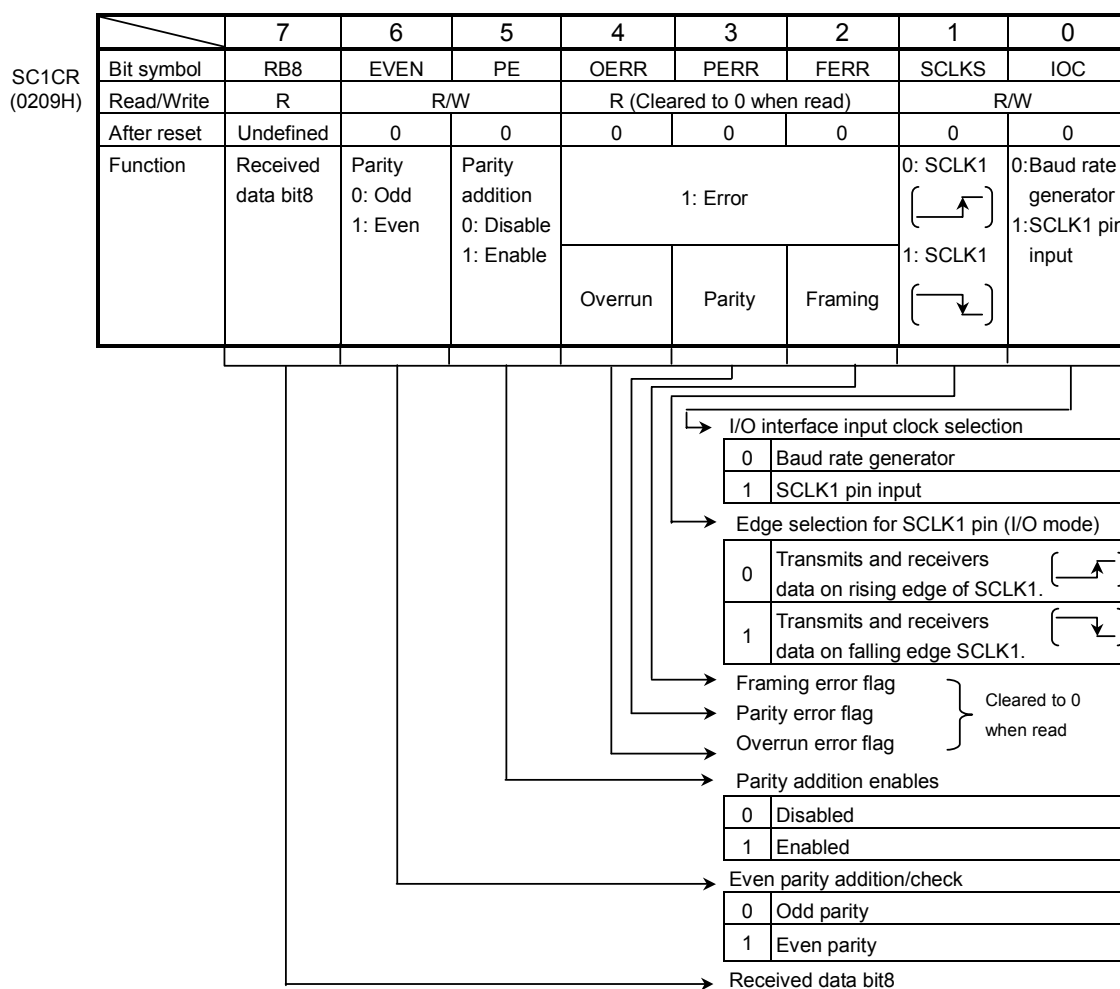 7 6 5 4 3 2 1 0
SC1CR
(0209H)
Bit symbol RB8 EVEN PE OERR PERR FERR SCLKS IOC
Read/Write R R/W R (Cleared to 0 when read) R/W
After reset Undefined 0 0 0 0 0 0 0
Function
Received
data bit8
Parity
0: Odd
1: Even
Parity
addition
0: Disable
1: Enable
1: Error
Overrun Parity Framing
0: SCLK1
1: SCLK1
0:Baud rate
generator
1:SCLK1 pin
input
I/O interface input clock selection
0 Baud rate generator
1 SCLK1 pin input
Edge selection for SCLK1 pin (I/O mode)
0 Transmits and receivers
data on rising edge of SCLK1.
1 Transmits and receivers
data on falling edge SCLK1.
Framing error flag
Parity error flag
Overrun error flag
Cleared to 0
when read
Parity addition enables
0 Disabled
1 Enabled
Even parity addition/check
0 Odd parity
1 Even parity
Received data bit8